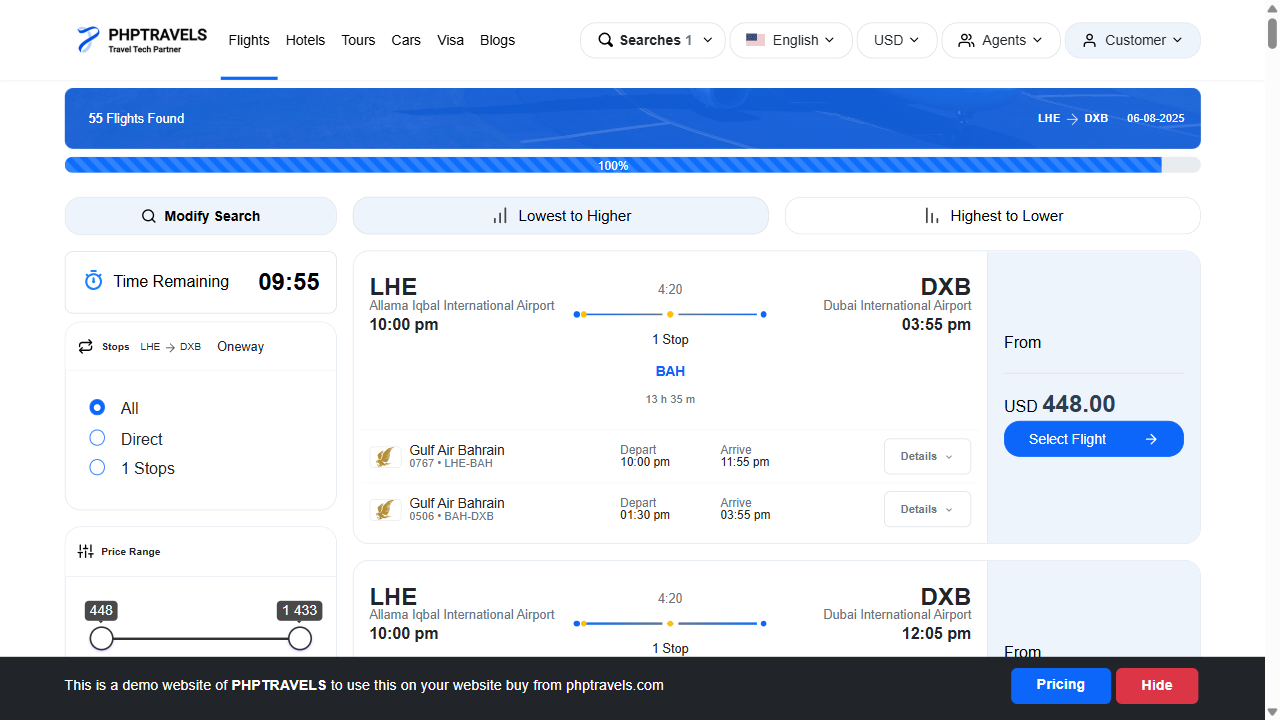 PHPTRAVELS
Travel Tech Partner
Flights
Hotels
Tours
Cars
Visa
Blogs
Searches 1
English
USD
Agents
Customer
55 Flights Found
LHE → DXB 06-08-2025
100%
Modify Search
Lowest to Higher
Highest to Lower
Time Remaining 09:55
Stops LHE → DXB Oneway
All
Direct
1 Stops
Price Range
448
1 433
LHE
Allama Iqbal International Airport
10:00 pm
4:20
1 Stop
BAH
13 h 35 m
DXB
Dubai International Airport
03:55 pm
Gulf Air Bahrain
0767 • LHE-BAH
Depart
10:00 pm
Arrive
11:55 pm
Details
Gulf Air Bahrain
0506 • BAH-DXB
Depart
01:30 pm
Arrive
03:55 pm
Details
From
USD 448.00
Select Flight
LHE
Allama Iqbal International Airport
10:00 pm
4:20
1 Stop
DXB
Dubai International Airport
12:05 pm
From
This is a demo website of PHPTRAVELS to use this on your website buy from phptravels.com
Pricing
Hide